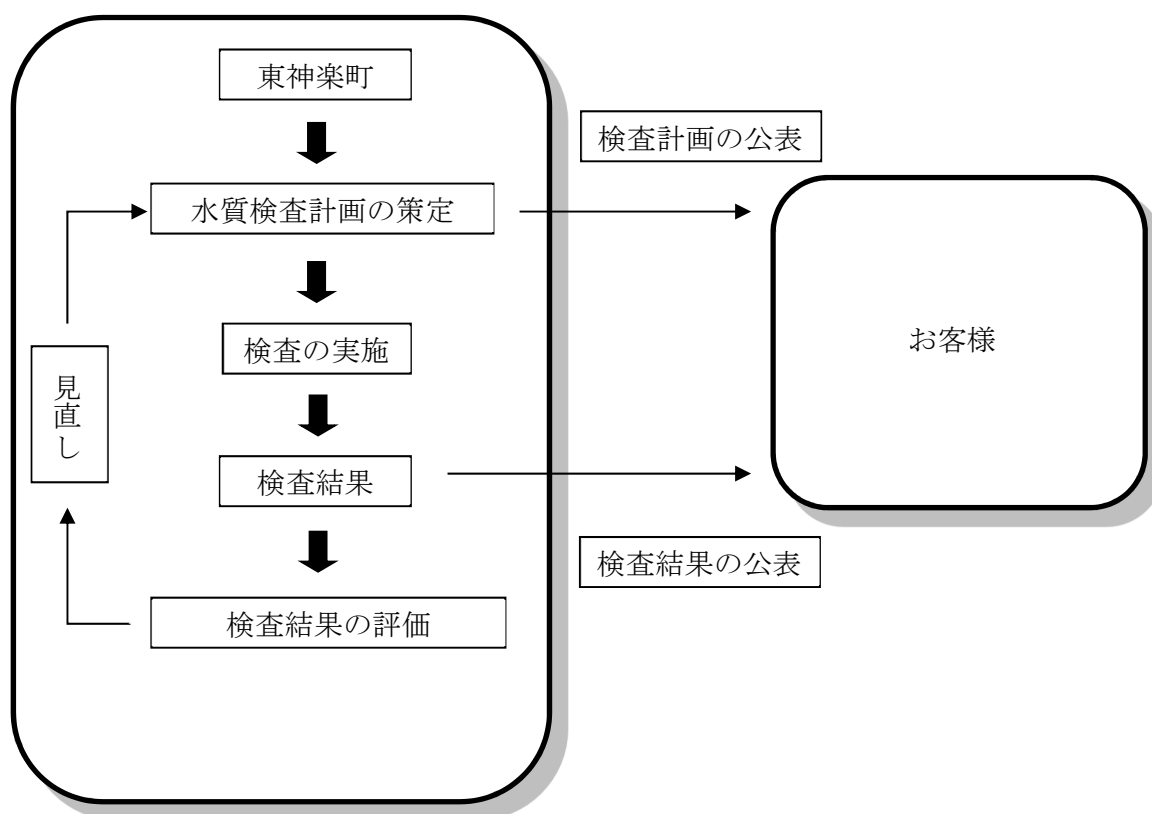 東神楽町
検査計画の公表
水質検査計画の策定
お客様
検査の実施
見直し
検査結果
検査結果の公表
検査結果の評価